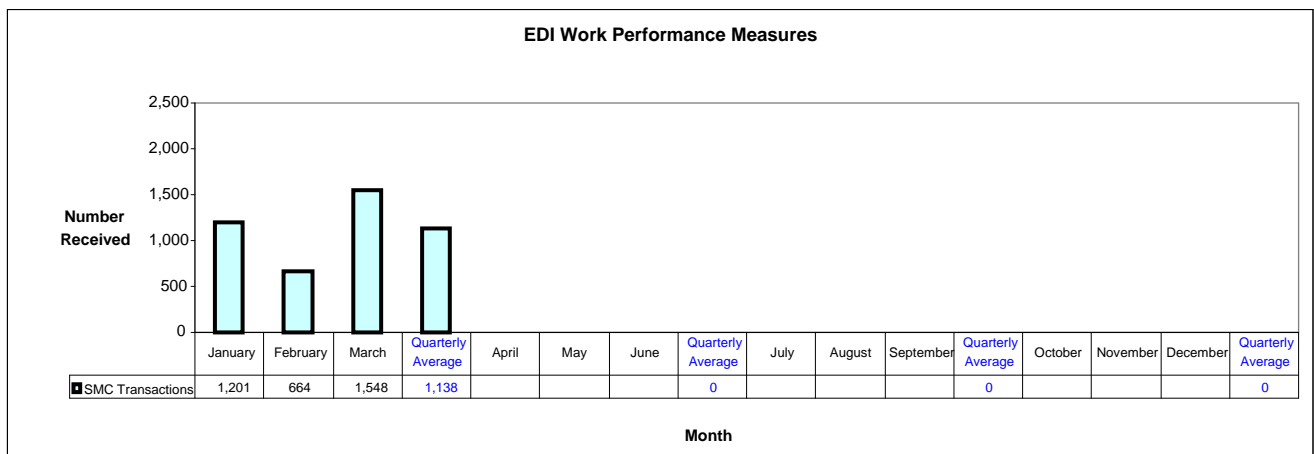 EDI Work Performance Measures
2,500
2,000
1,500
1,000
500
0
Number
Received
January February March Quarterly Average April May June Quarterly Average July August September Quarterly Average October November December Quarterly Average
SMC Transactions 1,201 664 1,548 1,138 0 0 0
Month